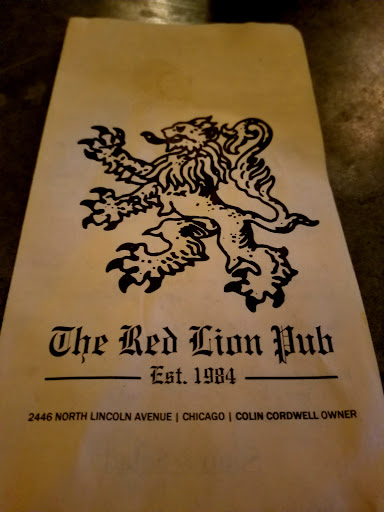 The Red Lion Pub
Est. 1984
2446 NORTH LINCOLN AVENUE | CHICAGO | COLIN CORDWELL OWNER